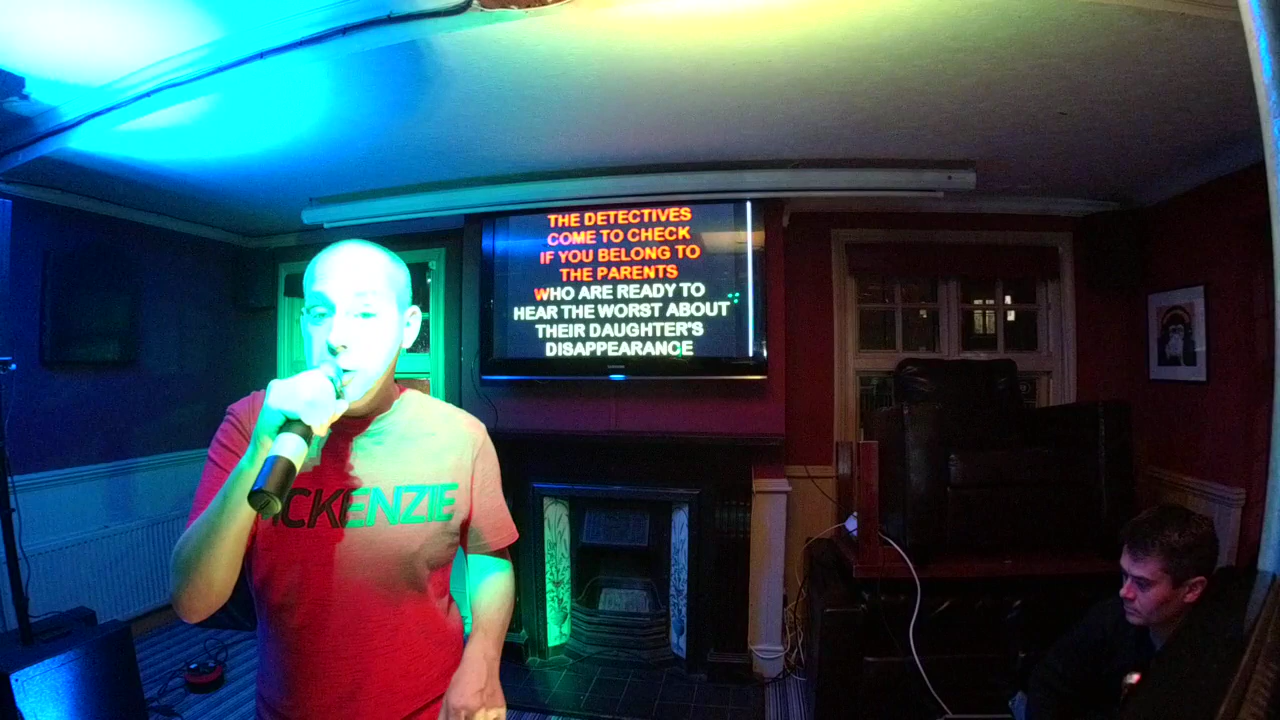 THE DETECTIVES
COME TO CHECK
IF YOU BELONG TO
THE PARENTS
WHO ARE READY TO
HEAR THE WORST ABOUT
THEIR DAUGHTER'S
DISAPPEARANCE
CKENZIE